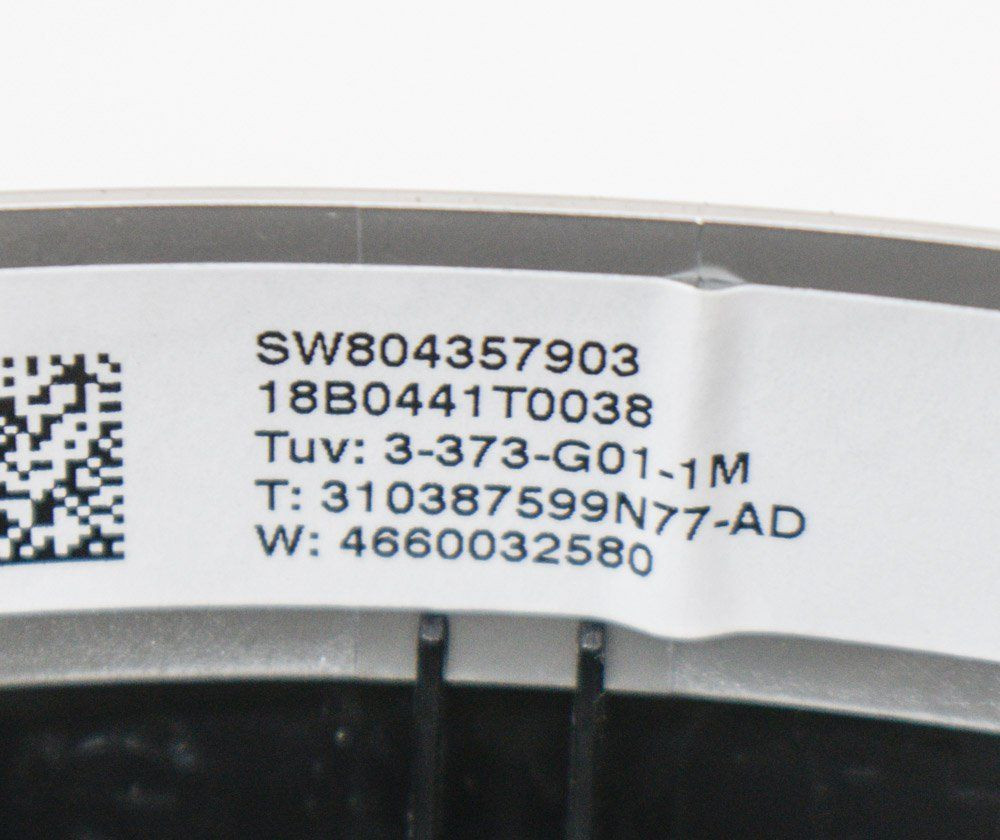 SW804357903
18B0441T0038
Tuv: 3-373-G01-1M
T: 310387599N77-AD
W: 4660032580